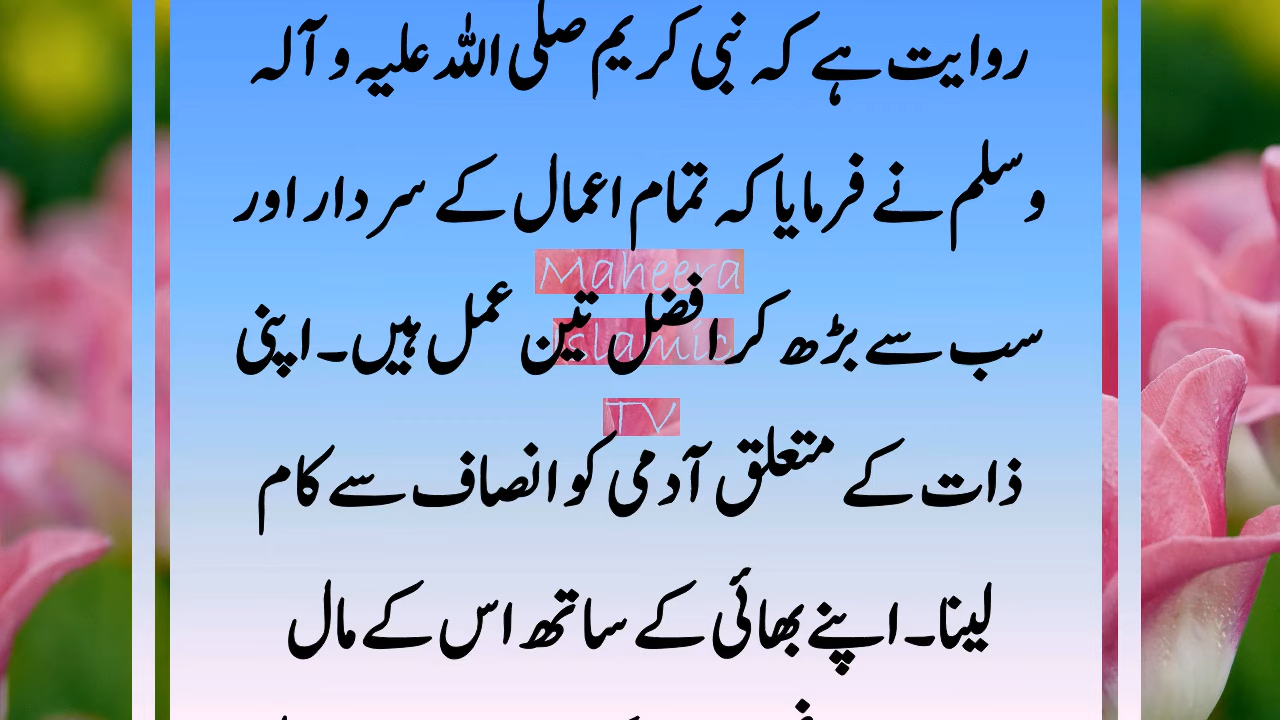 روایت ہے کہ نبی کریم صلی اللہ علیہ و آلہ
وسلم نے فرمایا کہ تمام اعمال کے سردار اور
Maheera
سب سے بڑھ کر افضل تین عمل ہیں۔ اپنی
Islamic
TV
ذات کے متعلق آدمی کو انصاف سے کام
لینا۔ اپنے بھائی کے ساتھ اس کے مال